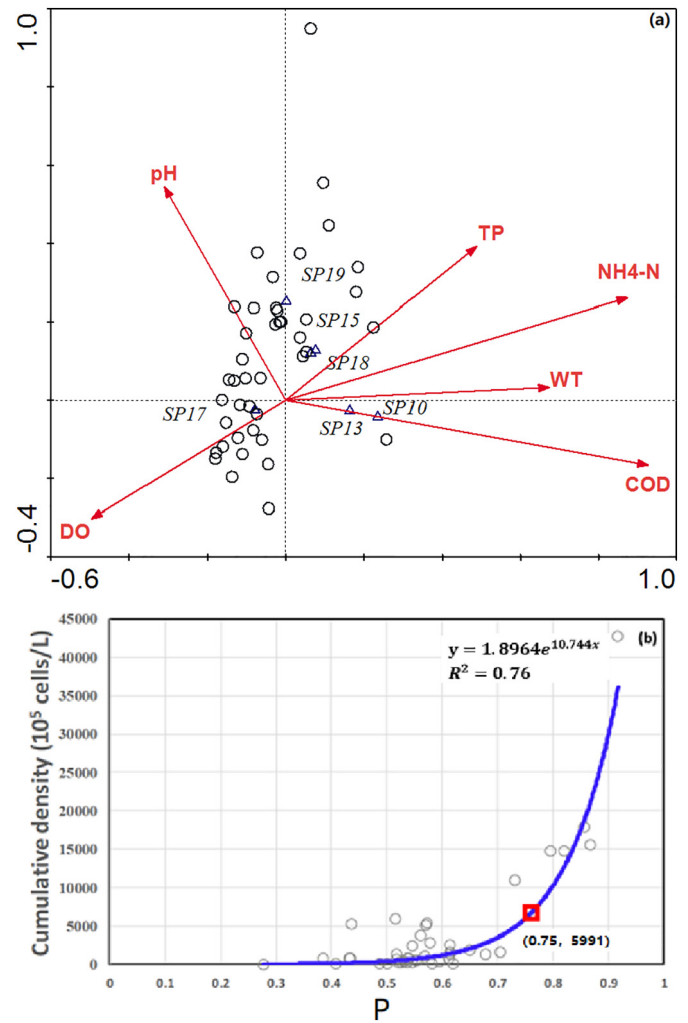 1.0
(a)
pH
TP
SP19
NH4-N
SP15
SP18
WT
SP17
SP10
SP13
COD
DO
-0.4
-0.6
1.0
45000
(b)
40000
y = 1.8964e^{10.744x}
R² = 0.76
35000
30000
25000
20000
15000
10000
5000
(0.75, 5991)
0
0 0.1 0.2 0.3 0.4 0.5 0.6 0.7 0.8 0.9 1
P
Cumulative density (10⁵ cells/L)